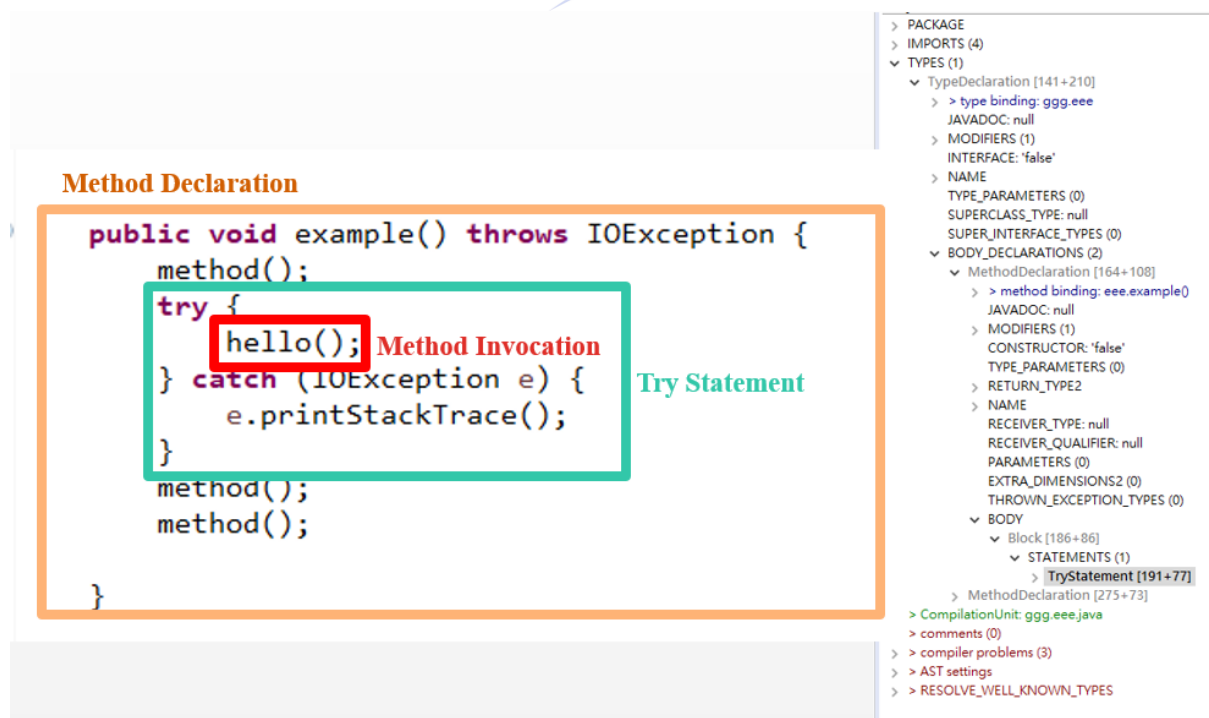 Method Declaration
public void example() throws IOException {
method();
try {
hello();
Method Invocation
} catch (IOException e) {
Try Statement
e.printStackTrace();
}
method();
method();
}
> PACKAGE
> IMPORTS (4)
TYPES (1)
TypeDeclaration [141+210]
> > type binding: ggg.eee
JAVADOC: null
> MODIFIERS (1)
INTERFACE: 'false'
> NAME
TYPE_PARAMETERS (0)
SUPERCLASS_TYPE: null
SUPER_INTERFACE_TYPES (0)
BODY_DECLARATIONS (2)
MethodDeclaration [164+108]
> > method binding: eee.example()
JAVADOC: null
> MODIFIERS (1)
CONSTRUCTOR: 'false'
TYPE_PARAMETERS (0)
> RETURN_TYPE2
> NAME
RECEIVER_TYPE: null
RECEIVER_QUALIFIER: null
PARAMETERS (0)
EXTRA_DIMENSIONS2 (0)
THROWN_EXCEPTION_TYPES (0)
BODY
Block [186+86]
STATEMENTS (1)
> TryStatement [191+77]
> MethodDeclaration [275+73]
> CompilationUnit: ggg.eee.java
> comments (0)
> > compiler problems (3)
> > AST settings
> > RESOLVE_WELL_KNOWN_TYPES